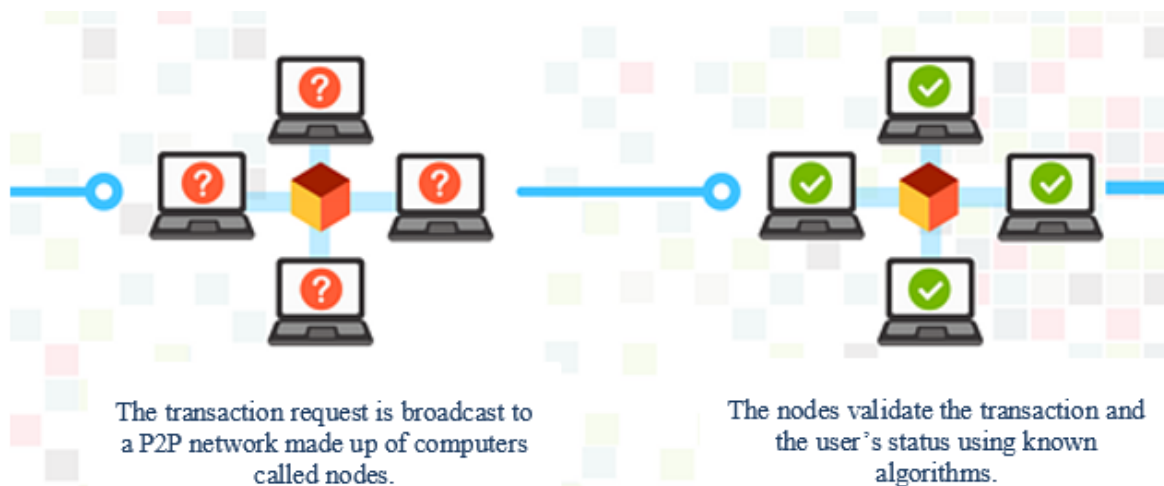 The transaction request is broadcast to
a P2P network made up of computers
called nodes.
The nodes validate the transaction and
the user’s status using known
algorithms.